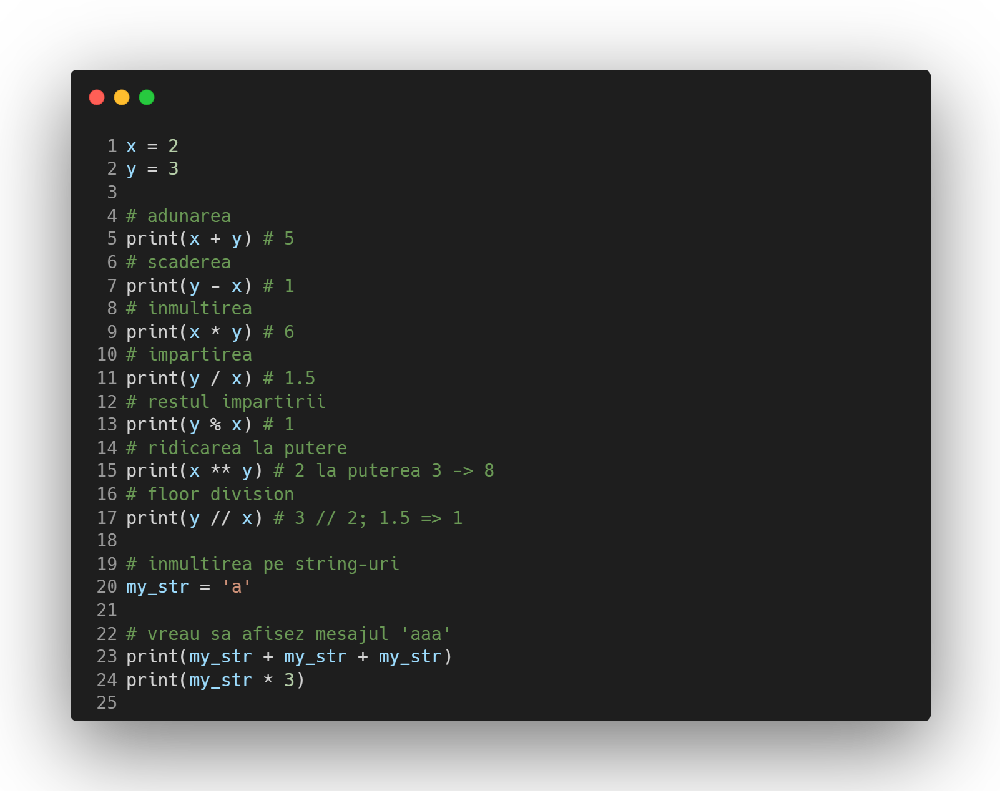 1 x = 2
2 y = 3
3
4 # adunarea
5 print(x + y) # 5
6 # scaderea
7 print(y - x) # 1
8 # inmultirea
9 print(x * y) # 6
10 # impartirea
11 print(y / x) # 1.5
12 # restul impartirii
13 print(y % x) # 1
14 # ridicarea la putere
15 print(x ** y) # 2 la puterea 3 -> 8
16 # floor division
17 print(y // x) # 3 // 2; 1.5 => 1
18
19 # inmultirea pe string-uri
20 my_str = 'a'
21
22 # vreau sa afisez mesajul 'aaa'
23 print(my_str + my_str + my_str)
24 print(my_str * 3)
25